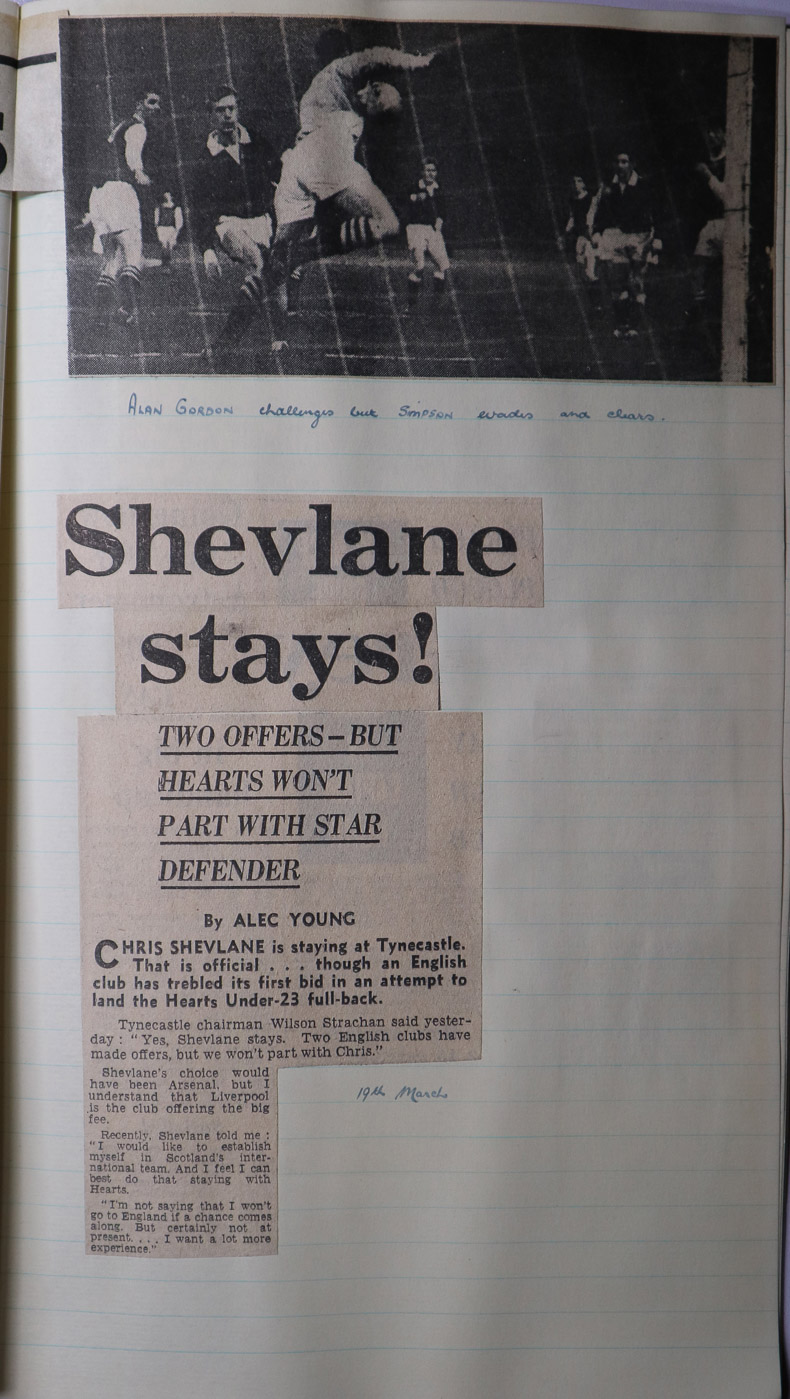 S
ALAN GORDON challenges but SIMPSON evades and clears.
Shevlane
stays!
TWO OFFERS—BUT
HEARTS WON'T
PART WITH STAR
DEFENDER
By ALEC YOUNG
CHRIS SHEVLANE is staying at Tynecastle.
That is official . . . though an English
club has trebled its first bid in an attempt to
land the Hearts Under-23 full-back.
Tynecastle chairman Wilson Strachan said yester-
day : "Yes, Shevlane stays. Two English clubs have
made offers, but we won't part with Chris."
Shevlane's choice would
have been Arsenal, but I
understand that Liverpool
is the club offering the big
fee.
19th March
Recently, Shevlane told me :
"I would like to establish
myself in Scotland's inter-
national team. And I feel I can
best do that staying with
Hearts.
"I'm not saying that I won't
go to England if a chance comes
along. But certainly not at
present. . . . I want a lot more
experience."